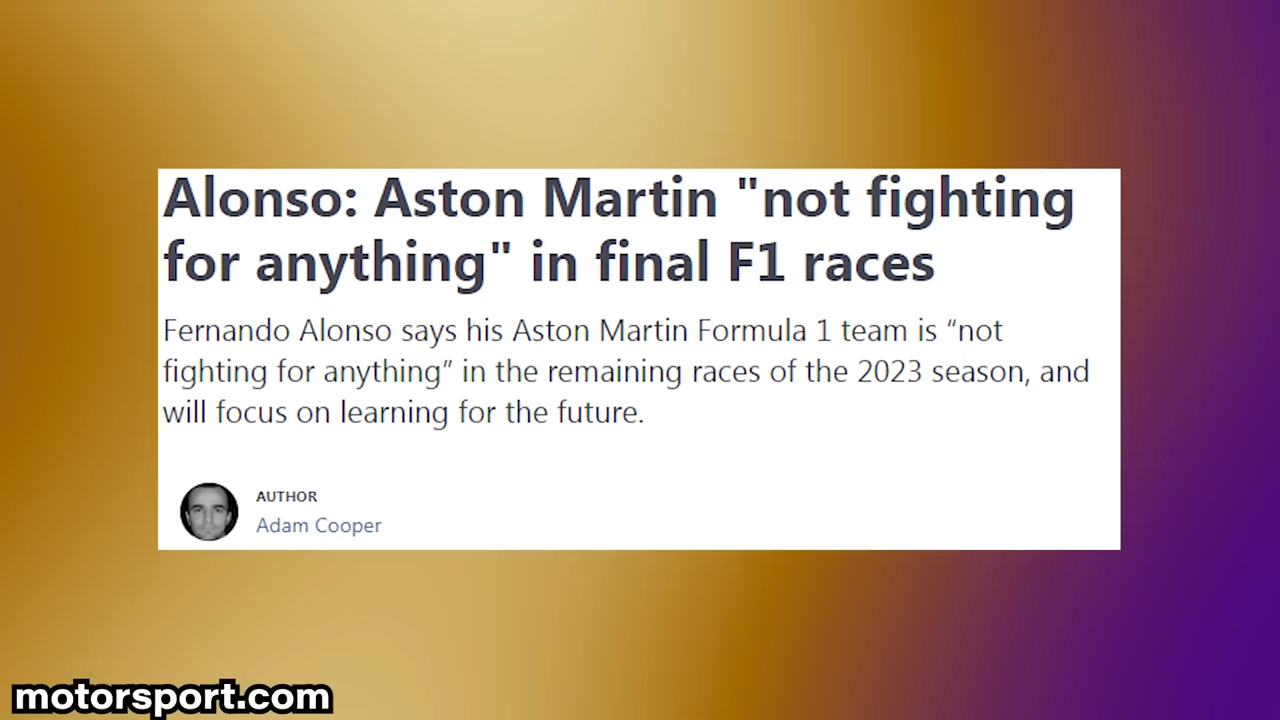 Alonso: Aston Martin "not fighting
for anything" in final F1 races
Fernando Alonso says his Aston Martin Formula 1 team is “not
fighting for anything” in the remaining races of the 2023 season, and
will focus on learning for the future.
AUTHOR
Adam Cooper
motorsport.com